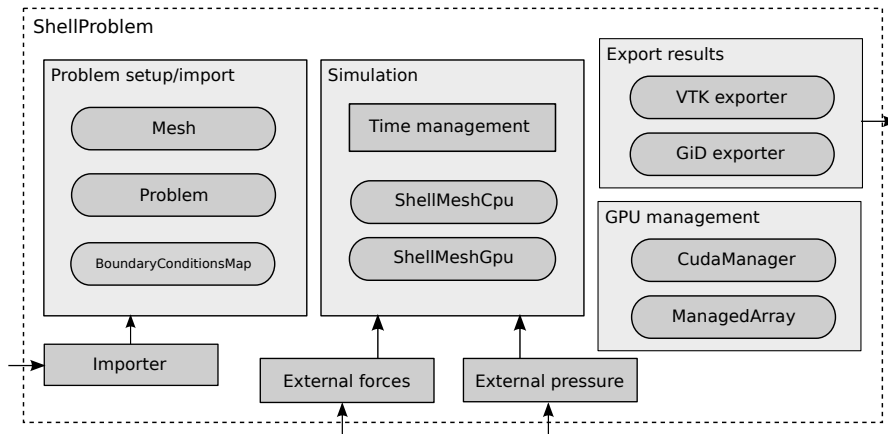 ShellProblem
Problem setup/import
Mesh
Problem
BoundaryConditionsMap
Importer
Simulation
Time management
ShellMeshCpu
ShellMeshGpu
External forces
External pressure
Export results
VTK exporter
GiD exporter
GPU management
CudaManager
ManagedArray